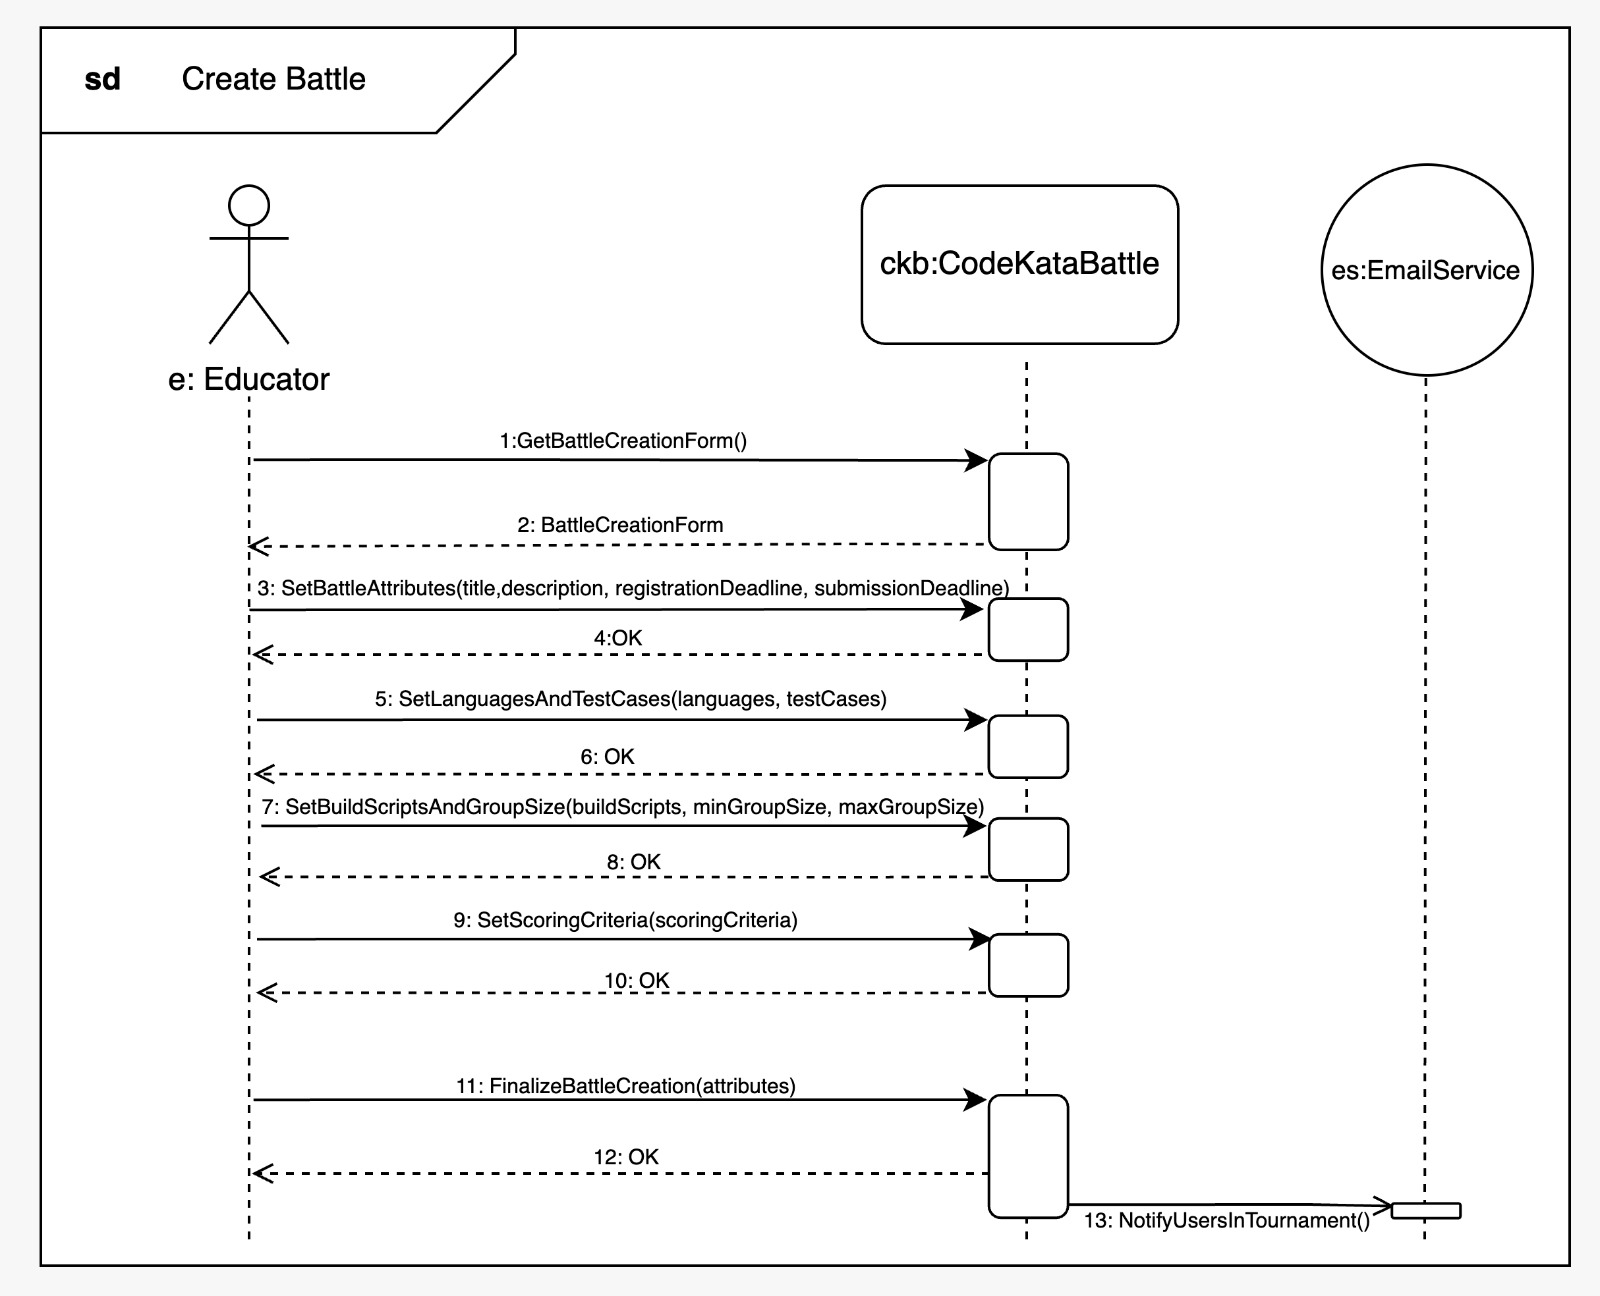 sd Create Battle
ckb:CodeKataBattle
es:EmailService
e: Educator
1:GetBattleCreationForm()
2: BattleCreationForm
3: SetBattleAttributes(title,description, registrationDeadline, submissionDeadline)
4:OK
5: SetLanguagesAndTestCases(languages, testCases)
6: OK
7: SetBuildScriptsAndGroupSize(buildScripts, minGroupSize, maxGroupSize)
8: OK
9: SetScoringCriteria(scoringCriteria)
10: OK
11: FinalizeBattleCreation(attributes)
12: OK
13: NotifyUsersInTournament()